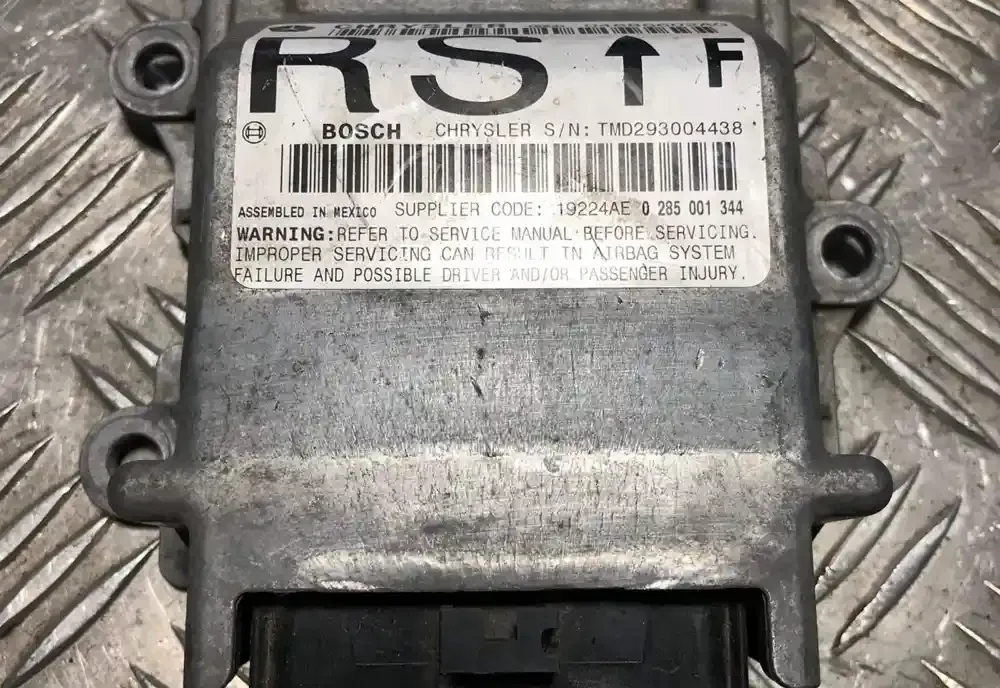 CHRYSLER
RS ↑ F
BOSCH CHRYSLER S/N: TMD293004438
ASSEMBLED IN MEXICO SUPPLIER CODE: 19224AE 0 285 001 344
WARNING: REFER TO SERVICE MANUAL BEFORE SERVICING.
IMPROPER SERVICING CAN RESULT IN AIRBAG SYSTEM
FAILURE AND POSSIBLE DRIVER AND/OR PASSENGER INJURY.